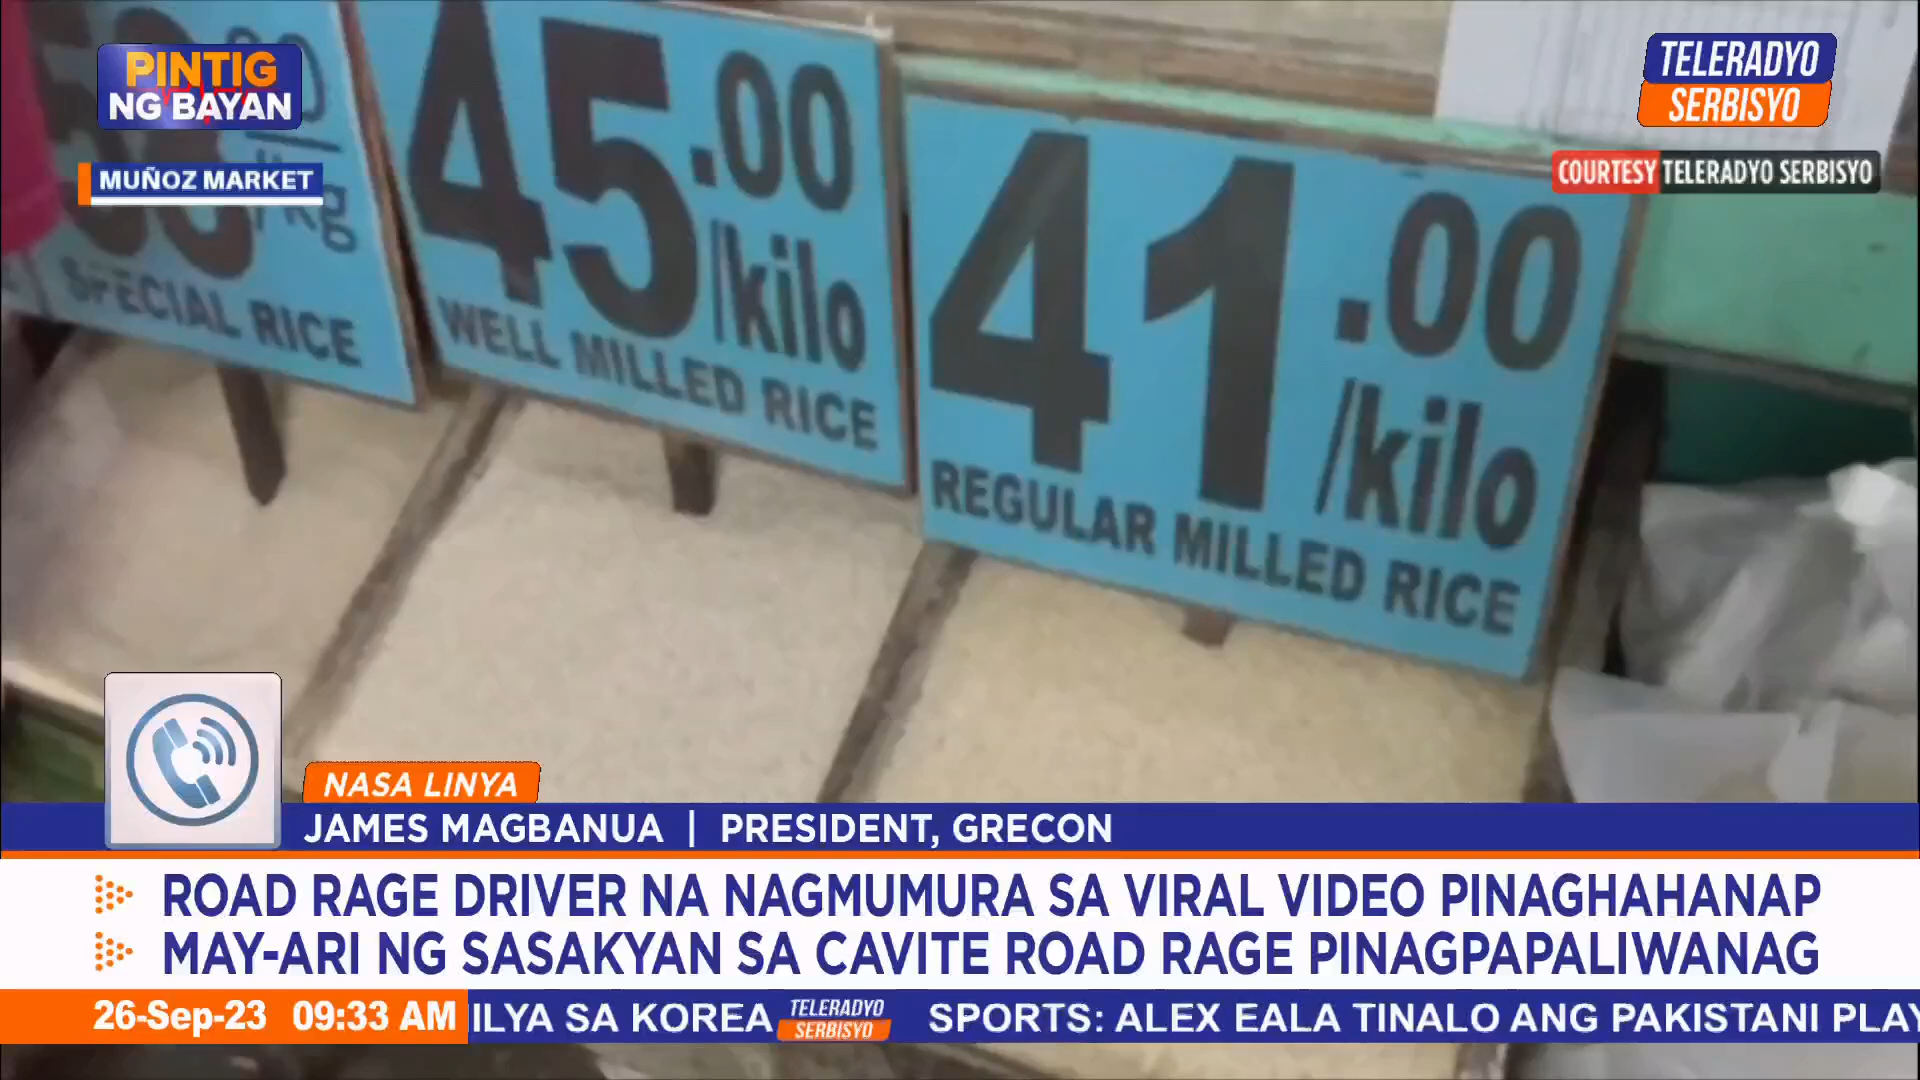 PINTIG
NG BAYAN
MUÑOZ MARKET
TELERADYO
SERBISYO
COURTESY TELERADYO SERBISYO
SPECIAL RICE
45.00
/kilo
WELL MILLED RICE
41.00
/kilo
REGULAR MILLED RICE
NASA LINYA
JAMES MAGBANUA | PRESIDENT, GRECON
ROAD RAGE DRIVER NA NAGMUMURA SA VIRAL VIDEO PINAGHAHANAP
MAY-ARI NG SASAKYAN SA CAVITE ROAD RAGE PINAGPAPALIWANAG
26-Sep-23 09:33 AM ILYA SA KOREA TELERADYO SERBISYO SPORTS: ALEX EALA TINALO ANG PAKISTANI PLAY